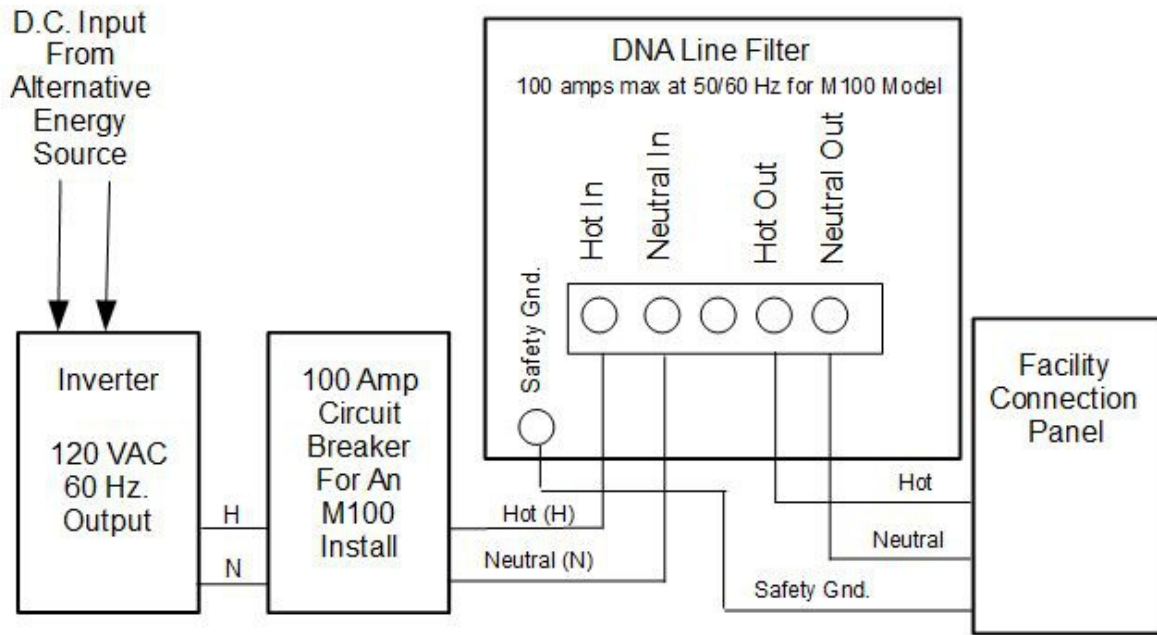 D.C. Input
From
Alternative
Energy
Source
Inverter
120 VAC
60 Hz.
Output
H
N
100 Amp
Circuit
Breaker
For An
M100
Install
Hot (H)
Neutral (N)
DNA Line Filter
100 amps max at 50/60 Hz for M100 Model
Hot In
Neutral In
Hot Out
Neutral Out
Safety Gnd.
Hot
Neutral
Safety Gnd.
Facility
Connection
Panel